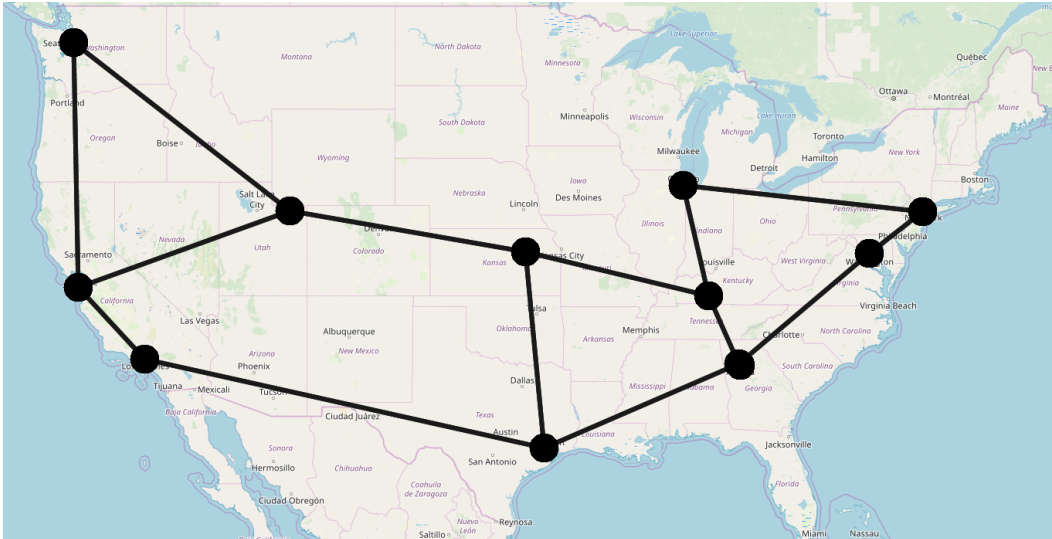 Washington
Montana
North Dakota
Minnesota
Lake Superior
Québec
Portland
Ottawa
Montréal
Maine
Oregon
Boise
South Dakota
Minneapolis
Wisconsin
Michigan
Lake Huron
Toronto
Hamilton
New York
Wyoming
Milwaukee
Detroit
Boston
Salt Lake
City
Nebraska
Iowa
Des Moines
Lincoln
Pennsylvania
Nevada
Utah
Colorado
Illinois
Indiana
Ohio
Philadelphia
Sacramento
Kansas
West Virginia
California
Kentucky
Virginia Beach
Las Vegas
Albuquerque
New Mexico
Oklahoma
Arkansas
Memphis
Charlotte
North Carolina
Arizona
Phoenix
South Carolina
Tijuana
Mexicali
Dallas
Mississippi
Georgia
Baja California
Ciudad Juárez
Texas
Austin
Louisiana
Jacksonville
Sonora
Hermosillo
Chihuahua
San Antonio
Coahuila
de Zaragoza
Florida
Ciudad Obregón
Nuevo
León
Reynosa
Saltillo
Miami
Nassau